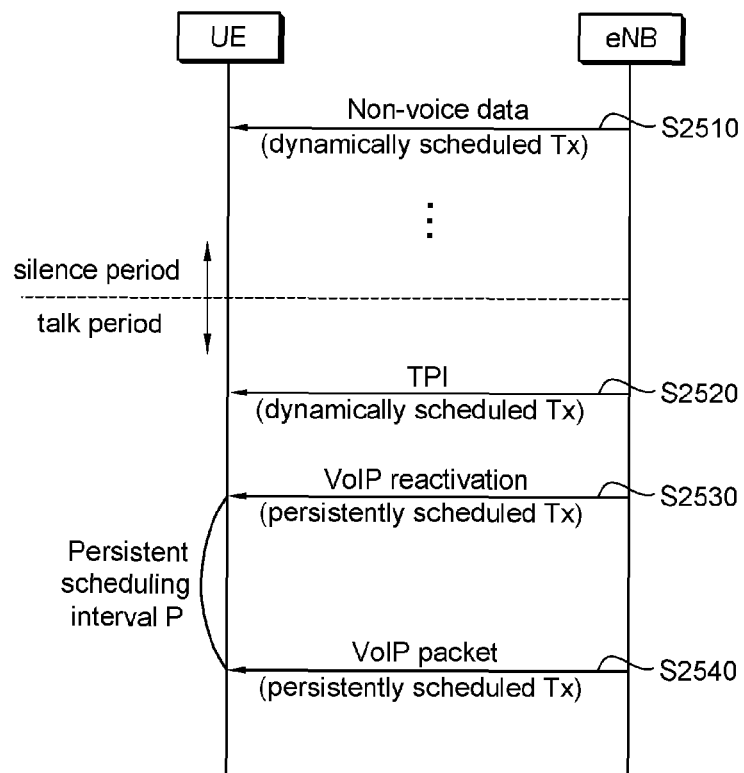 UE
eNB
Non-voice data
S2510
(dynamically scheduled Tx)
silence period
talk period
TPI
S2520
(dynamically scheduled Tx)
VoIP reactivation
S2530
(persistently scheduled Tx)
Persistent
scheduling
interval P
VoIP packet
S2540
(persistently scheduled Tx)